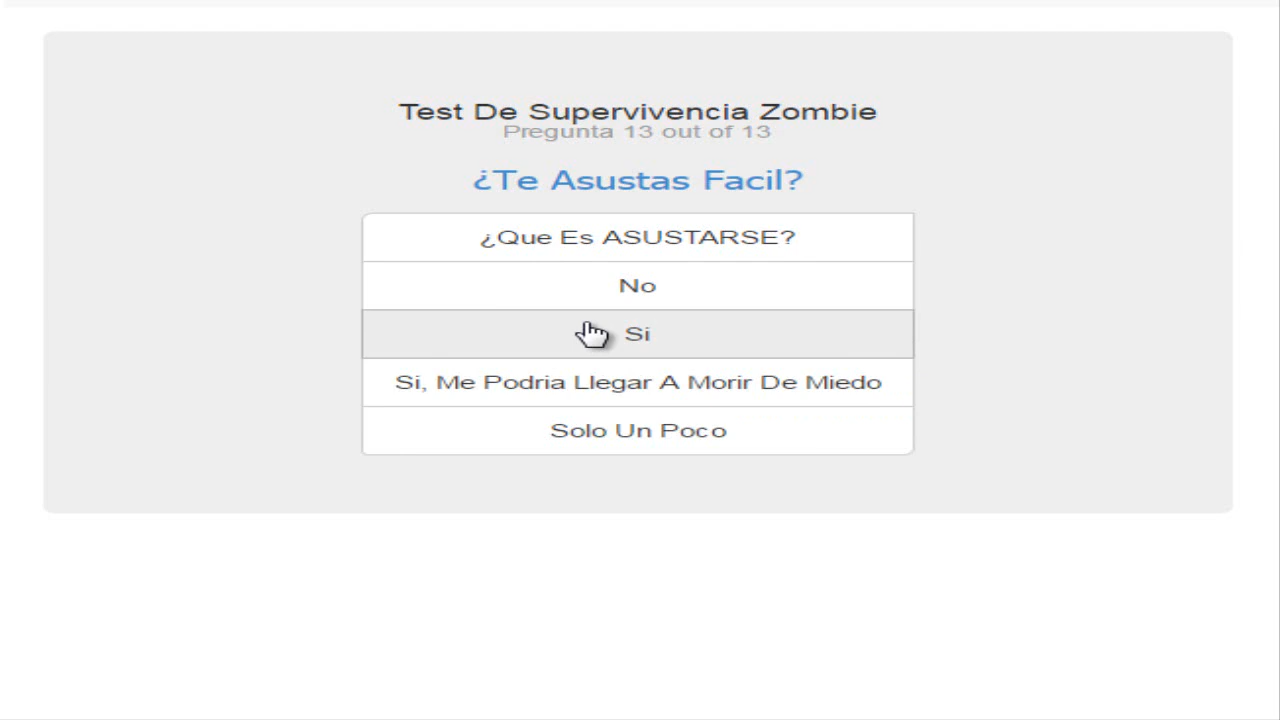 Test De Supervivencia Zombie
Pregunta 13 out of 13
¿Te Asustas Facil?
¿Que Es ASUSTARSE?
No
Si
Si, Me Podria Llegar A Morir De Miedo
Solo Un Poco